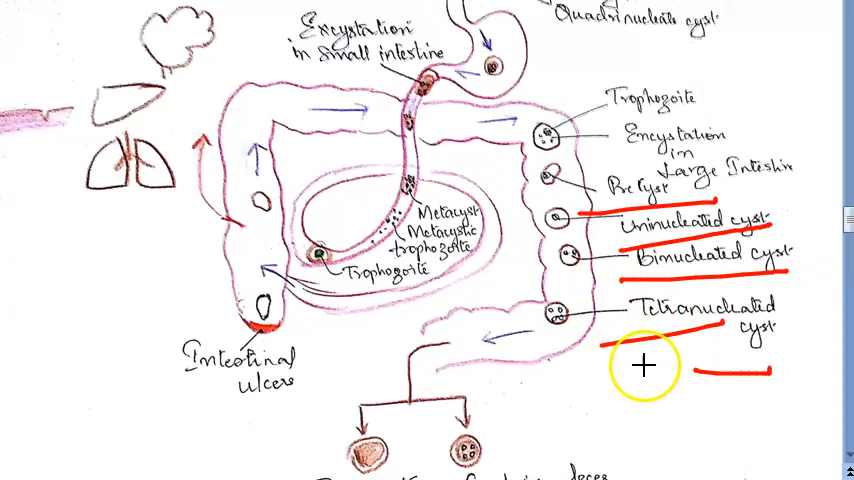 Quadrinucleate cyst
Excystation
in Small intestine
Trophozoite
Encystation
in
Large Intestine
Precyst
Uninucleated cyst
Binucleated cyst
Tetranucleated
cyst
Metacyst
Metacystic
trophozoite
Trophozoite
Intestinal
ulcers